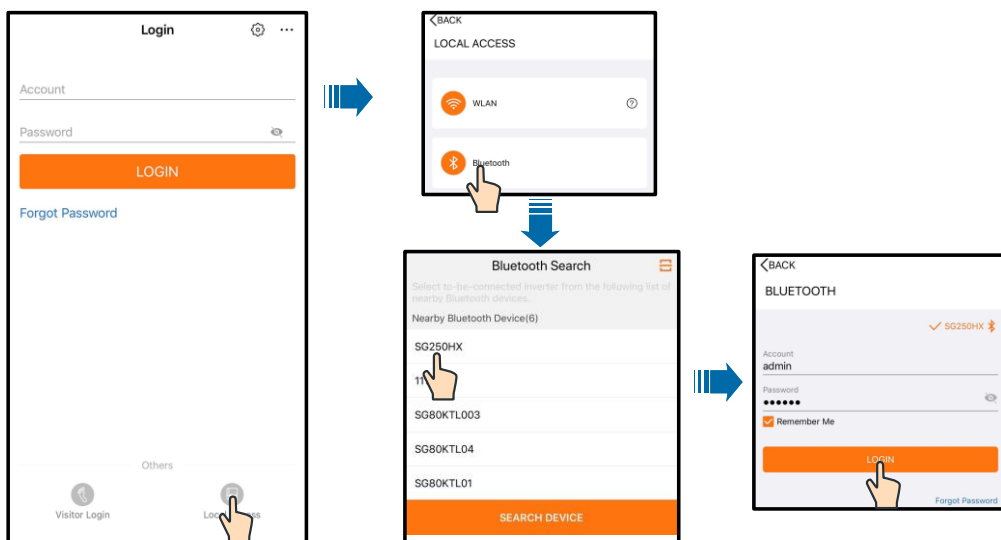 Login
Account
Password
LOGIN
Forgot Password
Others
Visitor Login
BACK
LOCAL ACCESS
WLAN
Bluetooth
Bluetooth Search
Select to-be-connected inverter from the following list of
nearby Bluetooth devices.
Nearby Bluetooth Device(6)
SG250HX
SG80KTL003
SG80KTL04
SG80KTL01
SEARCH DEVICE
BACK
BLUETOOTH
SG250HX
Account
admin
Password
Remember Me
LOGIN
Forgot Password